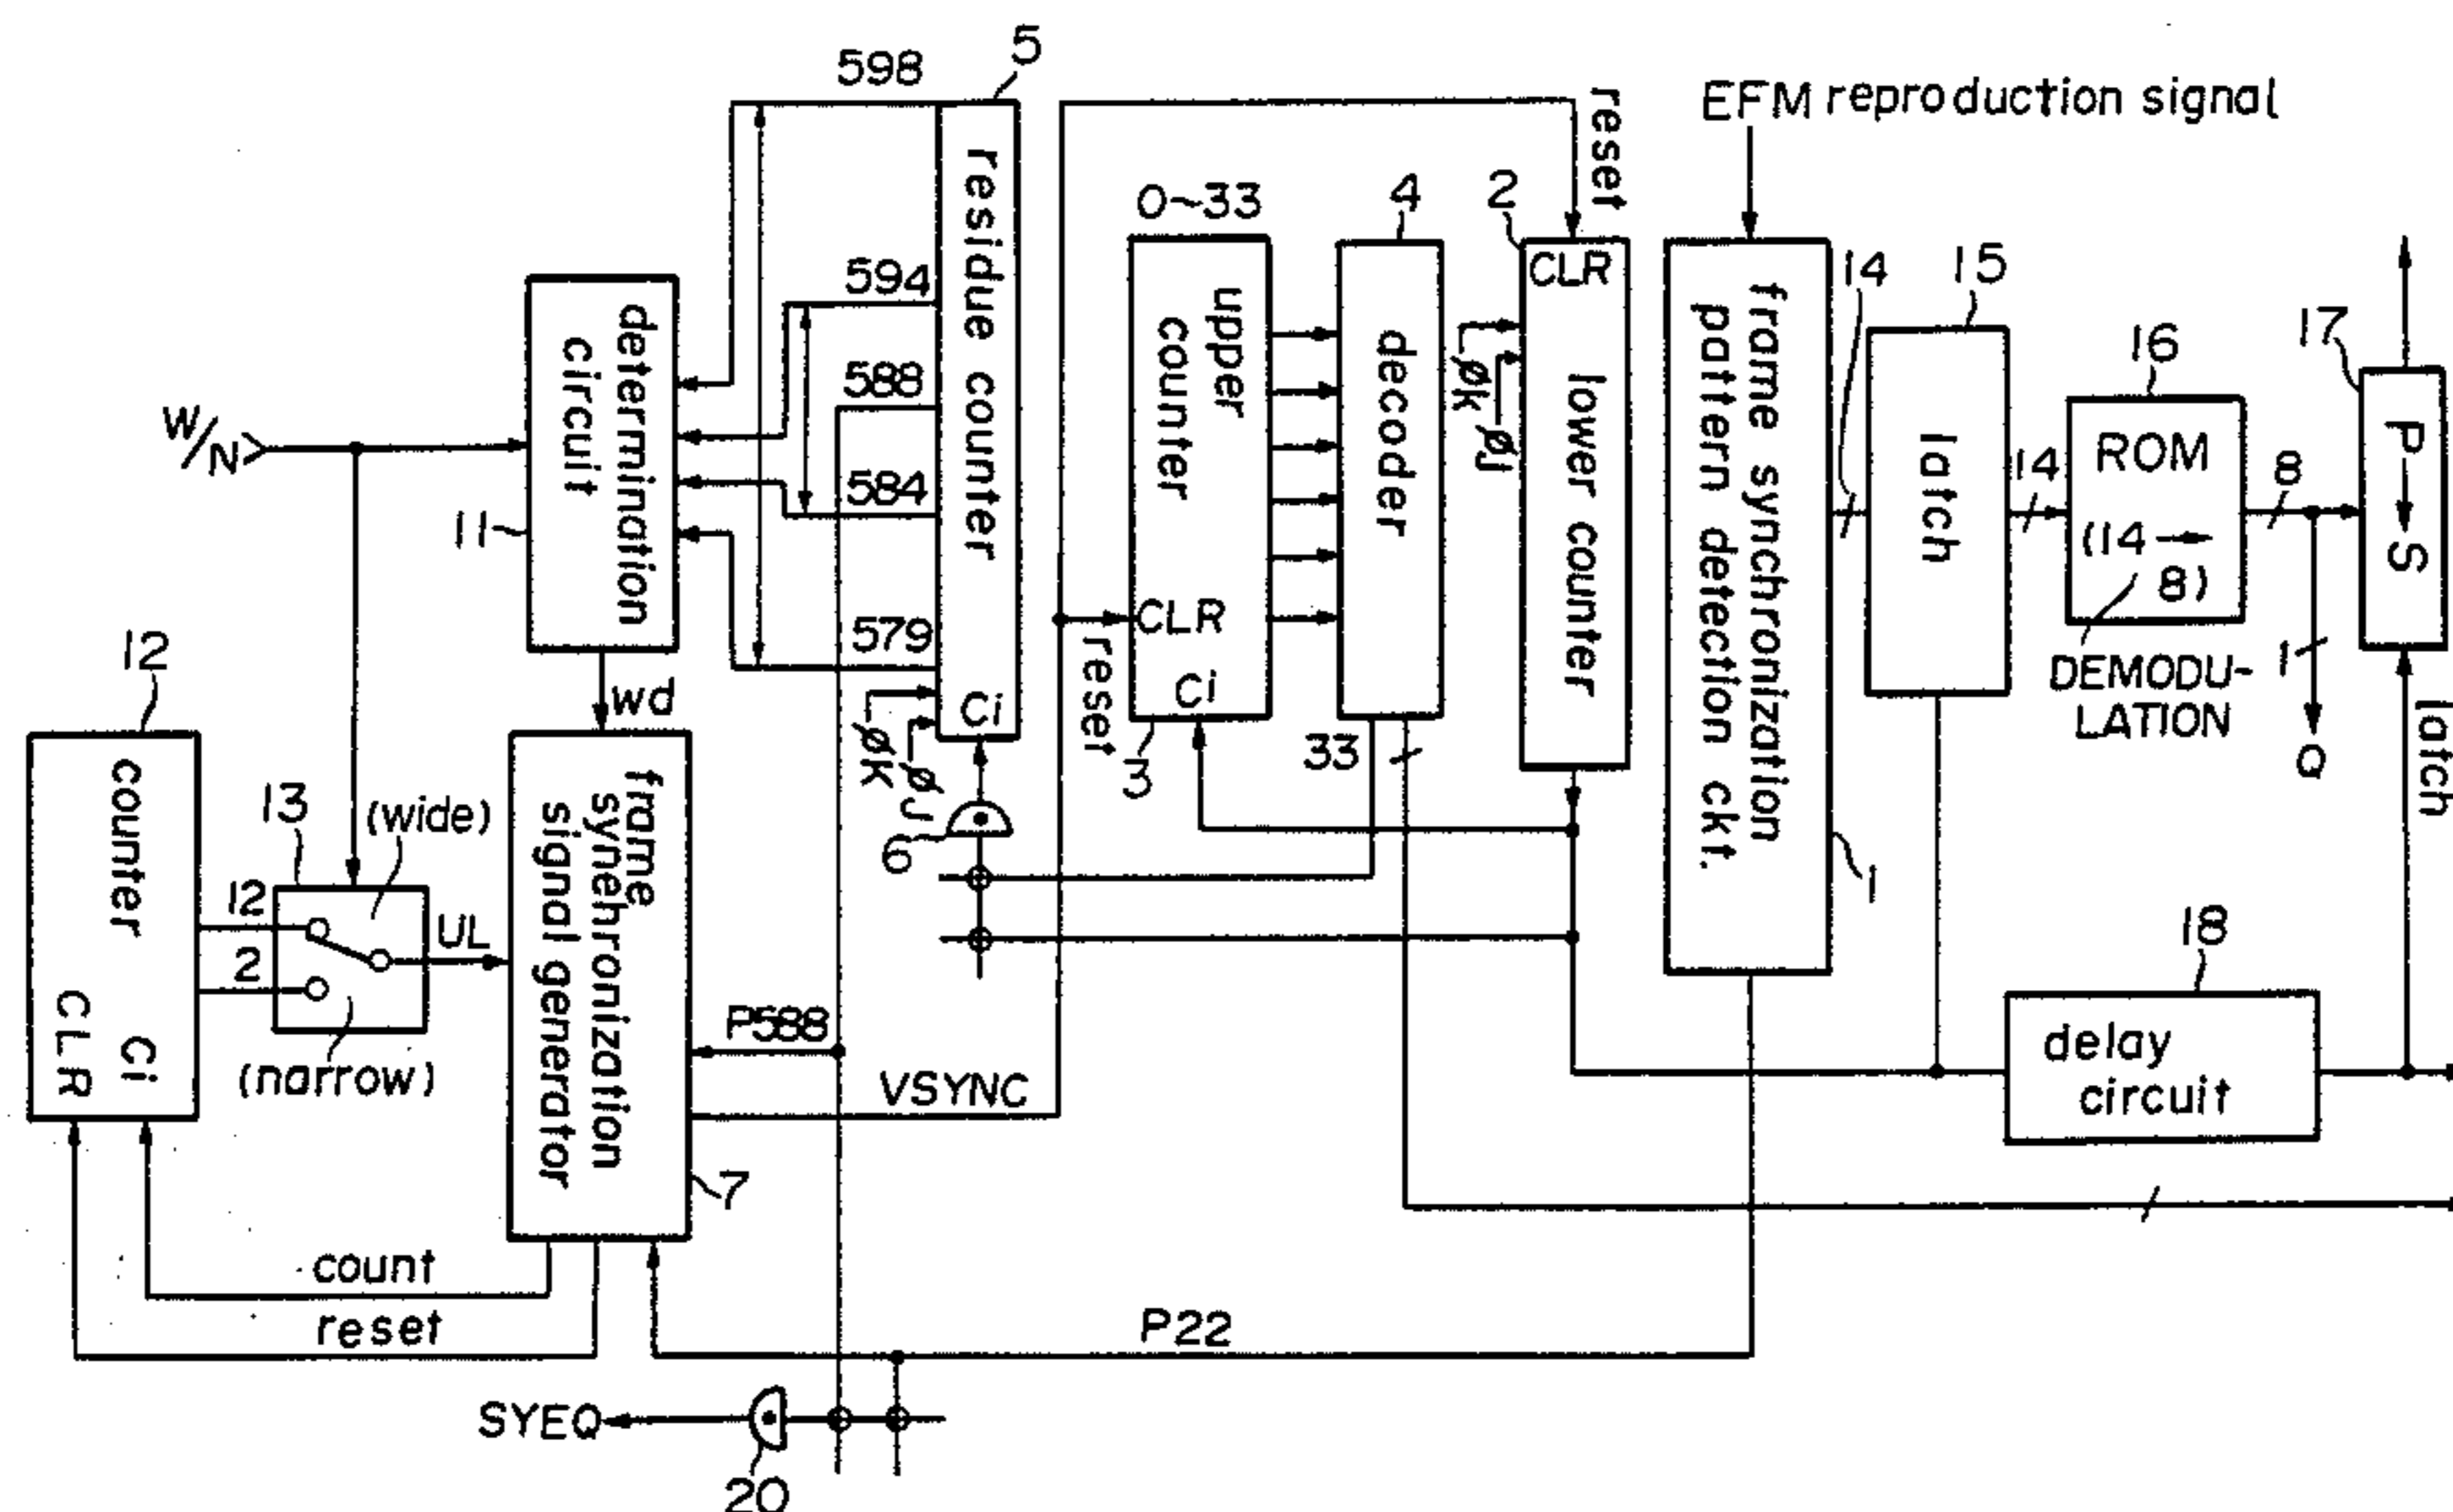 598
5
EFM reproduction signal
reset
0~33
4
2
CLR
594
588
584
579
residue counter
upper
counter
CLR
Ci
reset
3
decoder
33
øk
øJ
lower counter
frame synchronization
pattern detection ckt.
1
14
15
latch
14
16
ROM
(14→
8)
DEMODU-
LATION
8
1
Q
17
P→S
latch
W/N
determination
circuit
11
wd
øK
øJ
Ci
6
12
counter
Ci
CLR
13
(wide)
12
2
UL
(narrow)
frame
synehronization
signal generator
7
P588
VSYNC
18
delay
circuit
count
reset
P22
SYEQ
20